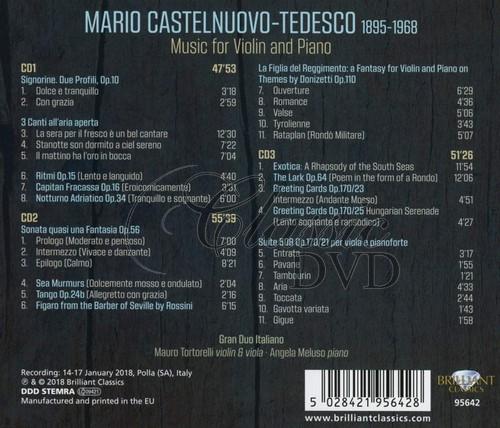 MARIO CASTELNUOVO-TEDESCO 1895-1968
Music for Violin and Piano
CD1 47'53
Signorine. Due Profili, Op.10
1. Dolce e tranquillo 3'18
2. Con grazia 2'59
3 Canti all'aria aperta
3. La sera per il fresco è un bel cantare 12'30
4. Stanotte son dormito a ciel sereno 7'22
5. Il mattino ha l'oro in bocca 7'04
6. Ritmi Op.15 (Lento e languido) 4'40
7. Capitan Fracassa Op.16 (Eroicomicamente) 3'31
8. Notturno Adriatico Op.34 (Tranquillo e sognante) 6'00
CD2 55'39
Sonata quasi una Fantasia Op.56
1. Prologo (Moderato e pensoso) 7'00
2. Intermezzo (Vivace e danzante) 4'09
3. Epilogo (Calmo) 8'21
4. Sea Murmurs (Dolcemente mosso e ondulato) 2'04
5. Tango Op.24b (Allegretto con grazia) 2'16
6. Figaro from the Barber of Seville by Rossini 6'15
La Figlia del Reggimento: a Fantasy for Violin and Piano on
Themes by Donizetti Op.110
7. Ouverture 6'29
8. Romance 4'36
9. Valse 5'06
10. Tyrolienne 3'43
11. Rataplan (Rondò Militare) 5'07
CD3 51'26
1. Exotica: A Rhapsody of the South Seas 11'54
2. The Lark Op.64 (Poem in the form of a Rondo) 12'06
3. Greeting Cards Op.170/23
Intermezzo (Andante Mosso) 4'51
4. Greeting Cards Op.170/25 Hungarian Serenade
(Lento sognante e rapsodico) 4'27
Suite 508 Op.170/21 per viola e pianoforte
5. Entrata 3'17
6. Pavane 1'55
7. Tambourin 1'21
8. Aria 4'33
9. Toccata 2'44
10. Gavotta variata 1'43
11. Gigue 1'58
Gran Duo Italiano
Mauro Tortorelli violin & viola · Angela Meluso piano
Classic
DVD
Recording: 14-17 January 2018, Polla (SA), Italy
℗ & © 2018 Brilliant Classics
DDD STEMRA
Manufactured and printed in the EU
5 028421 956428
www.brilliantclassics.com
BRILLIANT
CLASSICS
95642